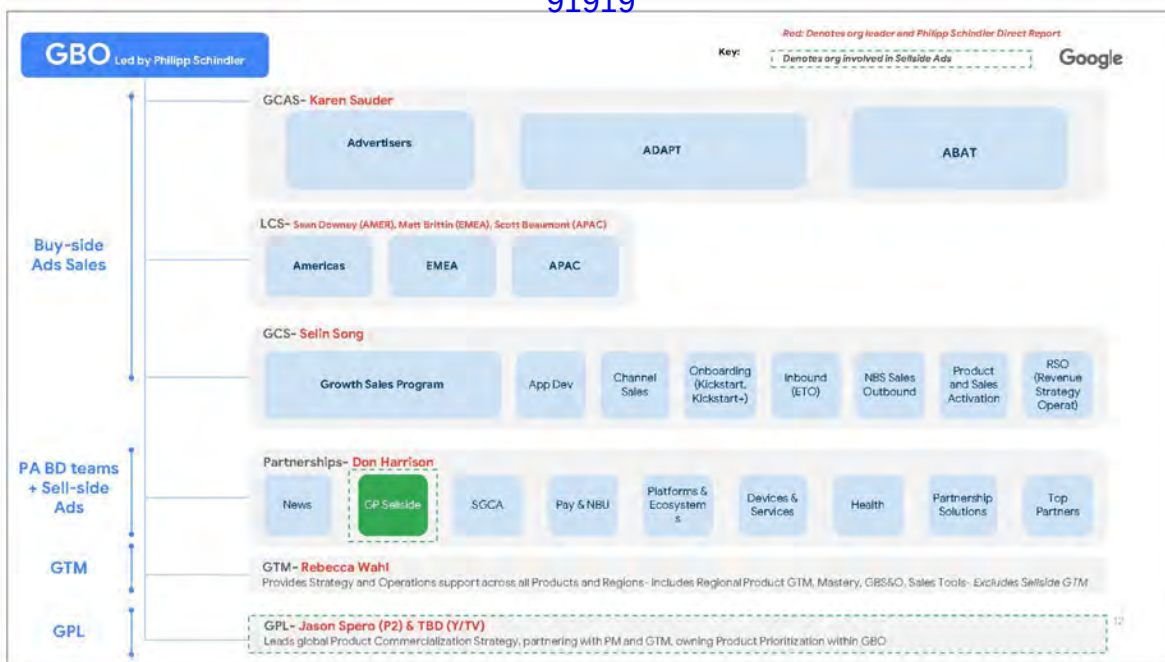 91919
Red: Denotes org leader and Philipp Schindler Direct Report
GBO Led by Philipp Schindler
Key:
Denotes org involved in Sellside Ads
Google
GCAS- Karen Sauder
Advertisers
ADAPT
ABAT
LCS- Sean Downey (AMER), Matt Brittin (EMEA), Scott Beaumont (APAC)
Buy-side
Ads Sales
Americas
EMEA
APAC
GCS- Selin Song
Growth Sales Program
App Dev
Channel
Sales
Onboarding
(Kickstart,
Kickstart+)
Inbound
(ETO)
NBS Sales
Outbound
Product
and Sales
Activation
RSO
(Revenue
Strategy
Operat)
PA BD teams
+ Sell-side
Ads
Partnerships- Don Harrison
News
GP Sellside
SGCA
Pay & NBU
Platforms &
Ecosystem
s
Devices &
Services
Health
Partnership
Solutions
Top
Partners
GTM
GTM- Rebecca Wahl
Provides Strategy and Operations support across all Products and Regions- includes Regional Product GTM, Mastery, GBS&O, Sales Tools- Excludes Sellside GTM
GPL
GPL- Jason Spero (P2) & TBD (Y/TV)
Leads global Product Commercialization Strategy, partnering with PM and GTM, owning Product Prioritization within GBO
12